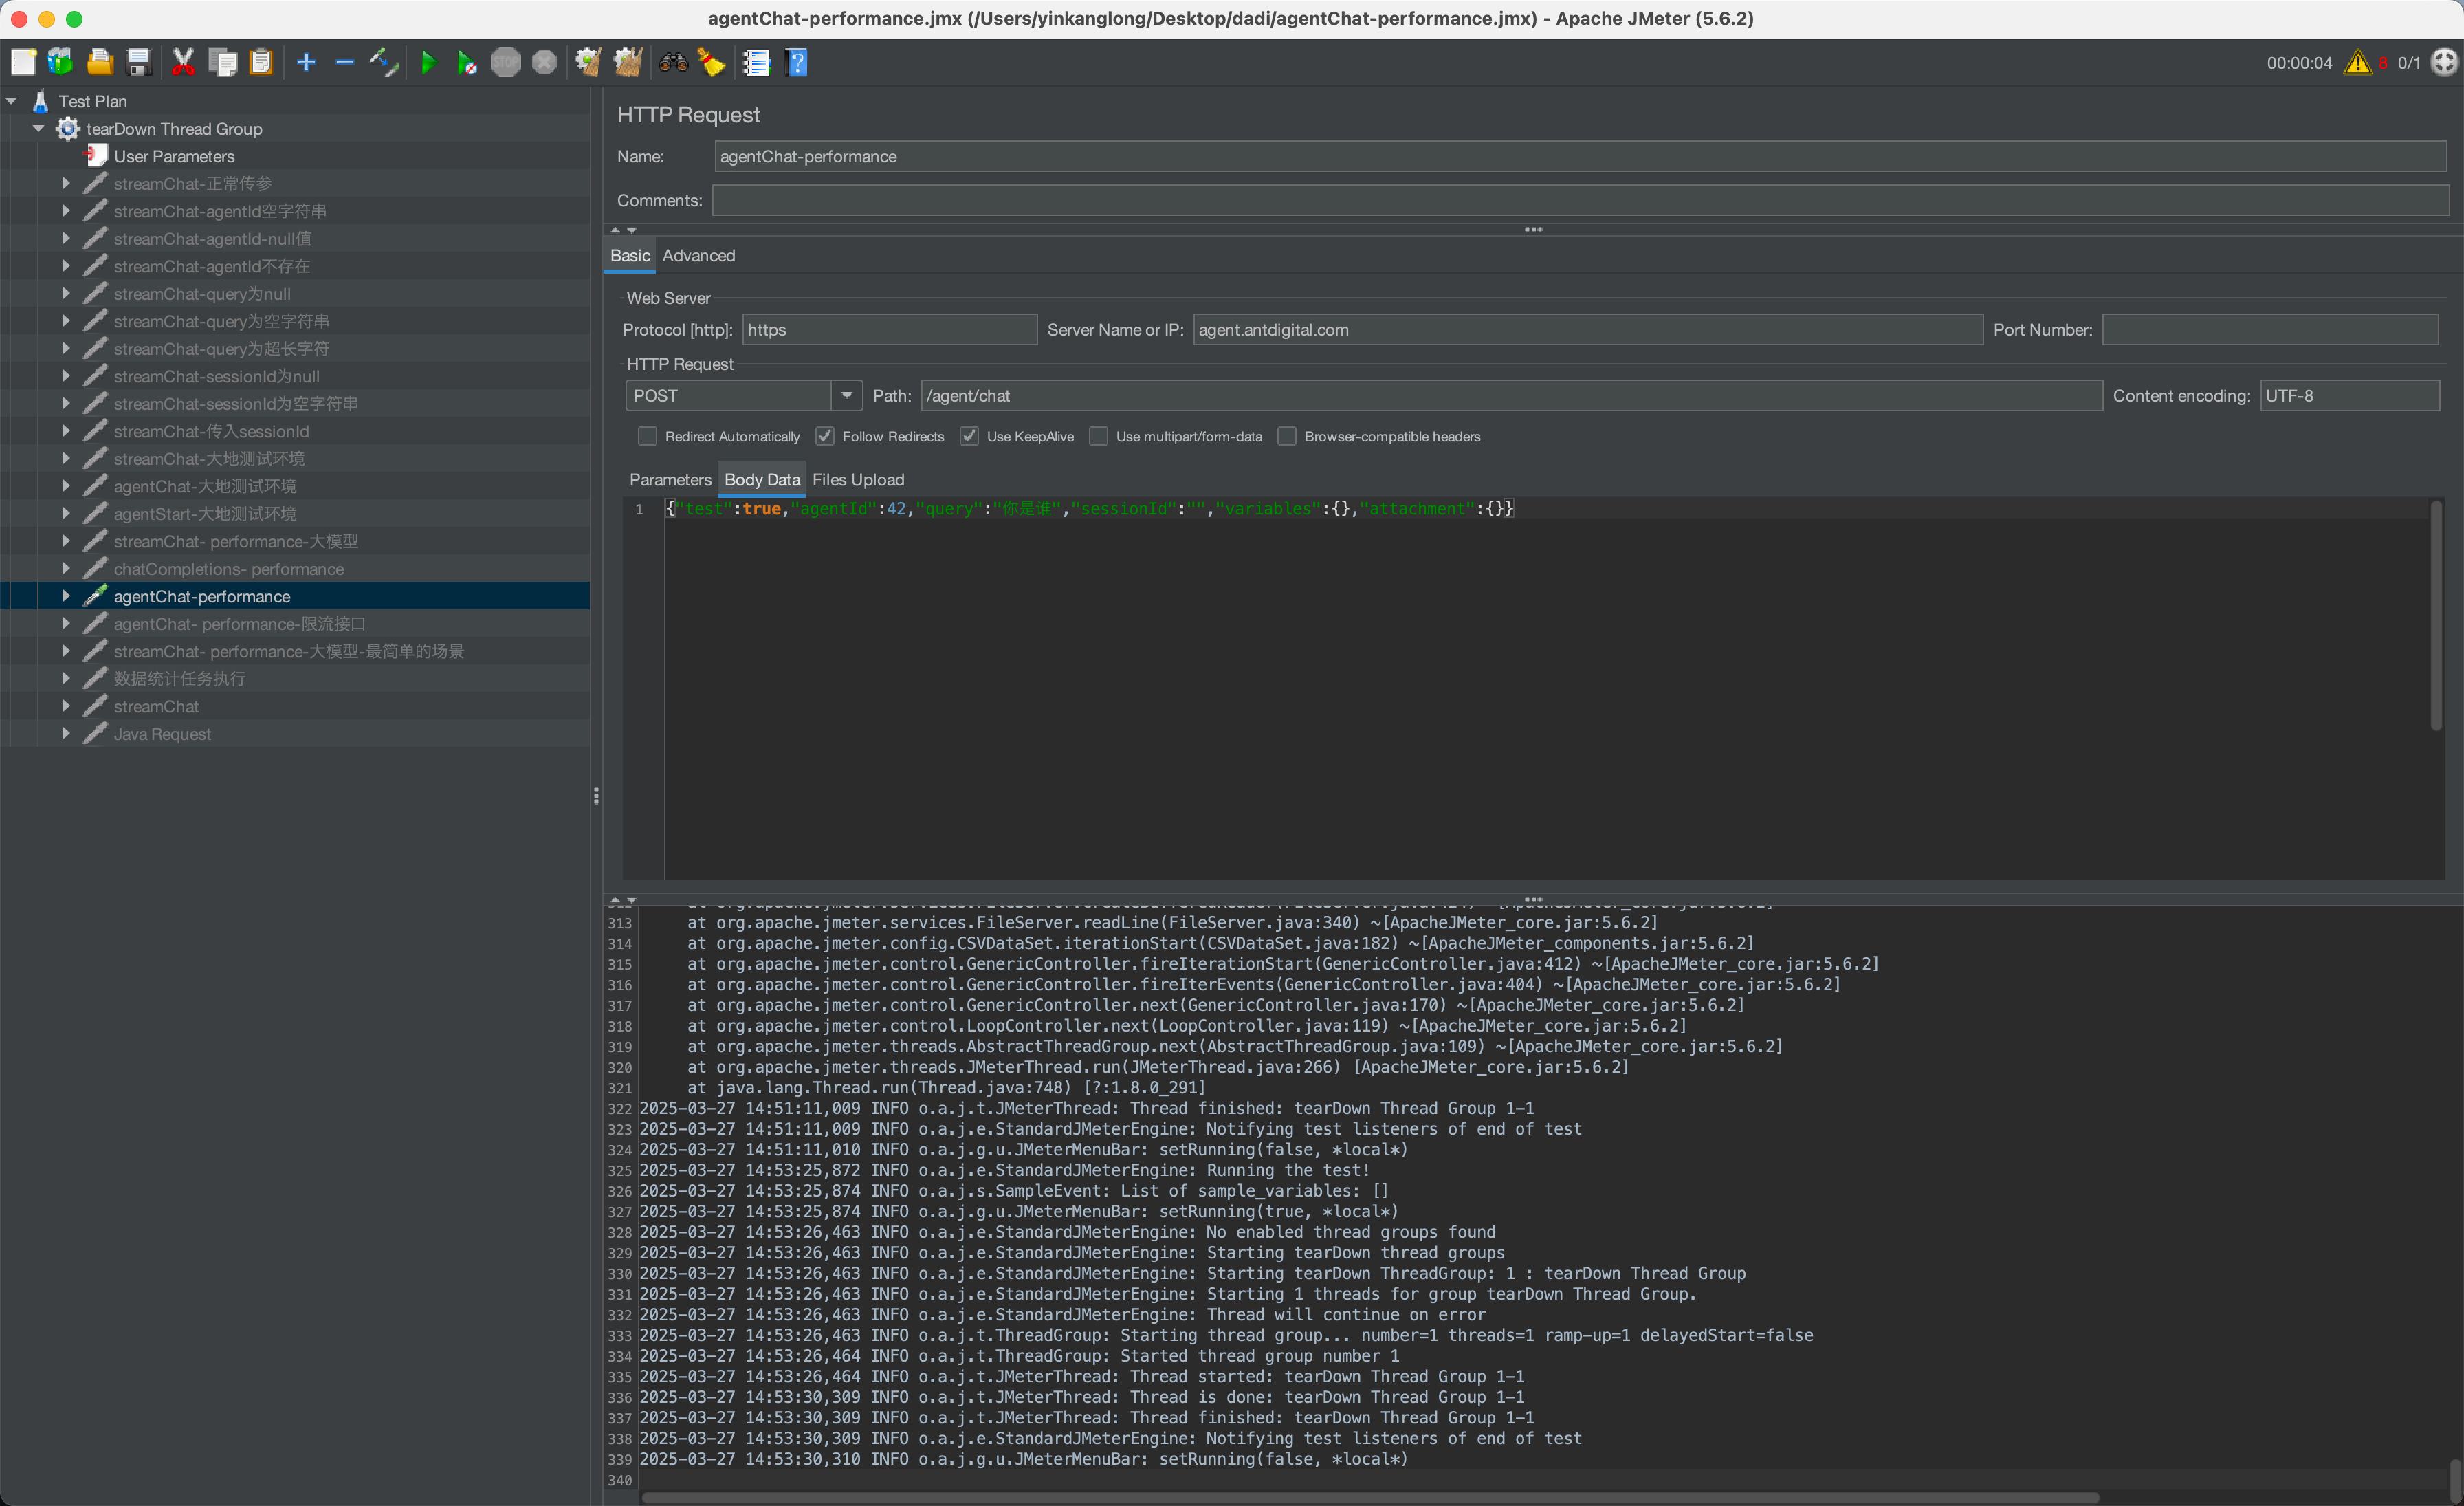 agentChat-performance.jmx (/Users/yinkanglong/Desktop/dadi/agentChat-performance.jmx) - Apache JMeter (5.6.2)
STOP
00:00:04 8 0/1
Test Plan
tearDown Thread Group
User Parameters
streamChat-正常传参
streamChat-agentId空字符串
streamChat-agentId-null值
streamChat-agentId不存在
streamChat-query为null
streamChat-query为空字符串
streamChat-query为超长字符
streamChat-sessionId为null
streamChat-sessionId为空字符串
streamChat-传入sessionId
streamChat-大地测试环境
agentChat-大地测试环境
agentStart-大地测试环境
streamChat- performance-大模型
chatCompletions- performance
agentChat-performance
agentChat- performance-限流接口
streamChat- performance-大模型-最简单的场景
数据统计任务执行
streamChat
Java Request
HTTP Request
Name: agentChat-performance
Comments:
Basic Advanced
Web Server
Protocol [http]: https Server Name or IP: agent.antdigital.com Port Number:
HTTP Request
POST Path: /agent/chat Content encoding: UTF-8
Redirect Automatically Follow Redirects Use KeepAlive Use multipart/form-data Browser-compatible headers
Parameters Body Data Files Upload
1 {"test":true,"agentId":42,"query":"你是谁","sessionId":"","variables":{},"attachment":{}}
313 at org.apache.jmeter.services.FileServer.readLine(FileServer.java:340) ~[ApacheJMeter_core.jar:5.6.2]
314 at org.apache.jmeter.config.CSVDataSet.iterationStart(CSVDataSet.java:182) ~[ApacheJMeter_components.jar:5.6.2]
315 at org.apache.jmeter.control.GenericController.fireIterationStart(GenericController.java:412) ~[ApacheJMeter_core.jar:5.6.2]
316 at org.apache.jmeter.control.GenericController.fireIterEvents(GenericController.java:404) ~[ApacheJMeter_core.jar:5.6.2]
317 at org.apache.jmeter.control.GenericController.next(GenericController.java:170) ~[ApacheJMeter_core.jar:5.6.2]
318 at org.apache.jmeter.control.LoopController.next(LoopController.java:119) ~[ApacheJMeter_core.jar:5.6.2]
319 at org.apache.jmeter.threads.AbstractThreadGroup.next(AbstractThreadGroup.java:109) ~[ApacheJMeter_core.jar:5.6.2]
320 at org.apache.jmeter.threads.JMeterThread.run(JMeterThread.java:266) [ApacheJMeter_core.jar:5.6.2]
321 at java.lang.Thread.run(Thread.java:748) [?:1.8.0_291]
322 2025-03-27 14:51:11,009 INFO o.a.j.t.JMeterThread: Thread finished: tearDown Thread Group 1-1
323 2025-03-27 14:51:11,009 INFO o.a.j.e.StandardJMeterEngine: Notifying test listeners of end of test
324 2025-03-27 14:51:11,010 INFO o.a.j.g.u.JMeterMenuBar: setRunning(false, *local*)
325 2025-03-27 14:53:25,872 INFO o.a.j.e.StandardJMeterEngine: Running the test!
326 2025-03-27 14:53:25,874 INFO o.a.j.s.SampleEvent: List of sample_variables: []
327 2025-03-27 14:53:25,874 INFO o.a.j.g.u.JMeterMenuBar: setRunning(true, *local*)
328 2025-03-27 14:53:26,463 INFO o.a.j.e.StandardJMeterEngine: No enabled thread groups found
329 2025-03-27 14:53:26,463 INFO o.a.j.e.StandardJMeterEngine: Starting tearDown thread groups
330 2025-03-27 14:53:26,463 INFO o.a.j.e.StandardJMeterEngine: Starting tearDown ThreadGroup: 1 : tearDown Thread Group
331 2025-03-27 14:53:26,463 INFO o.a.j.e.StandardJMeterEngine: Starting 1 threads for group tearDown Thread Group.
332 2025-03-27 14:53:26,463 INFO o.a.j.e.StandardJMeterEngine: Thread will continue on error
333 2025-03-27 14:53:26,463 INFO o.a.j.t.ThreadGroup: Starting thread group... number=1 threads=1 ramp-up=1 delayedStart=false
334 2025-03-27 14:53:26,464 INFO o.a.j.t.ThreadGroup: Started thread group number 1
335 2025-03-27 14:53:26,464 INFO o.a.j.t.JMeterThread: Thread started: tearDown Thread Group 1-1
336 2025-03-27 14:53:30,309 INFO o.a.j.t.JMeterThread: Thread is done: tearDown Thread Group 1-1
337 2025-03-27 14:53:30,309 INFO o.a.j.t.JMeterThread: Thread finished: tearDown Thread Group 1-1
338 2025-03-27 14:53:30,309 INFO o.a.j.e.StandardJMeterEngine: Notifying test listeners of end of test
339 2025-03-27 14:53:30,310 INFO o.a.j.g.u.JMeterMenuBar: setRunning(false, *local*)
340